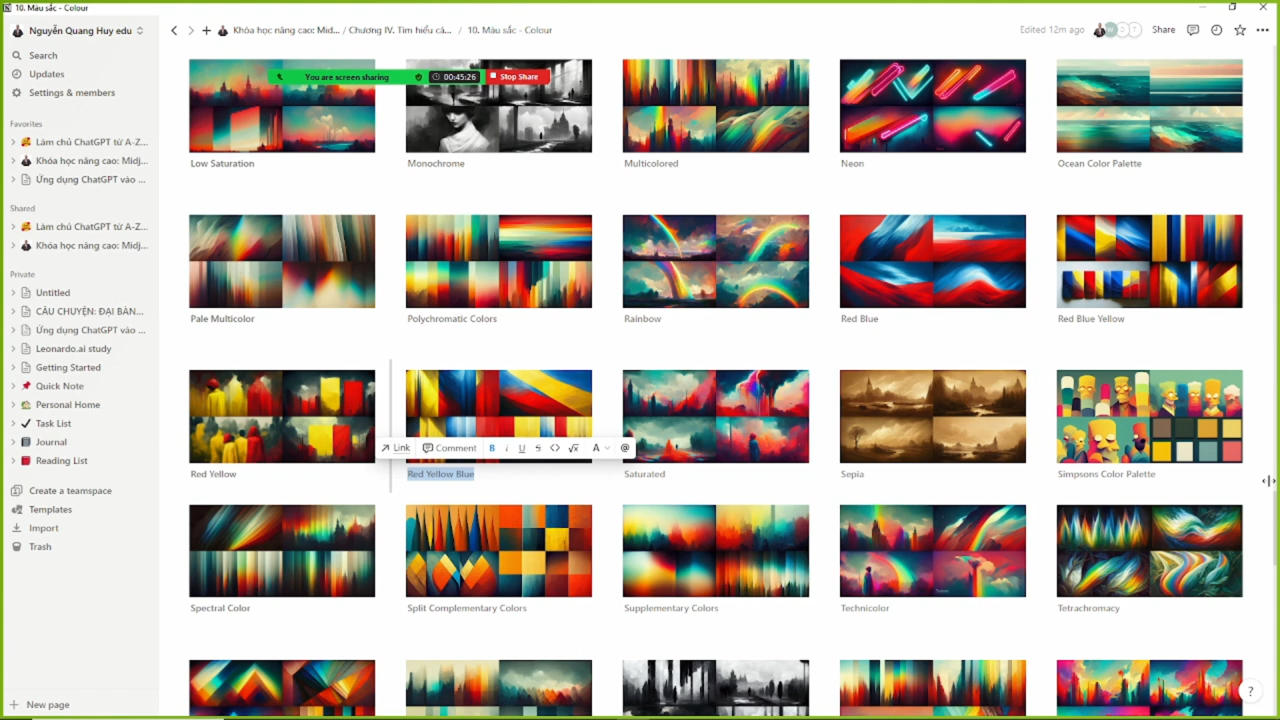 10. Màu sắc - Colour
Nguyễn Quang Huy edu
Khóa học nâng cao: Mid... / Chương IV. Tìm hiểu cá... / 10. Màu sắc - Colour
Edited 12m ago
Share
Search
Updates
Settings & members
Favorites
Làm chủ ChatGPT từ A-Z...
Khóa học nâng cao: Midj...
Ứng dụng ChatGPT vào ...
Shared
Làm chủ ChatGPT từ A-Z...
Khóa học nâng cao: Midj...
Private
Untitled
CÂU CHUYỆN: ĐẠI BÀN...
Ứng dụng ChatGPT vào ...
Leonardo.ai study
Getting Started
Quick Note
Personal Home
Task List
Journal
Reading List
Create a teamspace
Templates
Import
Trash
New page
You are screen sharing
00:45:26
Stop Share
Low Saturation
Monochrome
Multicolored
Neon
Ocean Color Palette
Pale Multicolor
Polychromatic Colors
Rainbow
Red Blue
Red Blue Yellow
Link
Comment
B i U S A @
Red Yellow
Red Yellow Blue
Saturated
Sepia
Simpsons Color Palette
Spectral Color
Split Complementary Colors
Supplementary Colors
Technicolor
Tetrachromacy
?